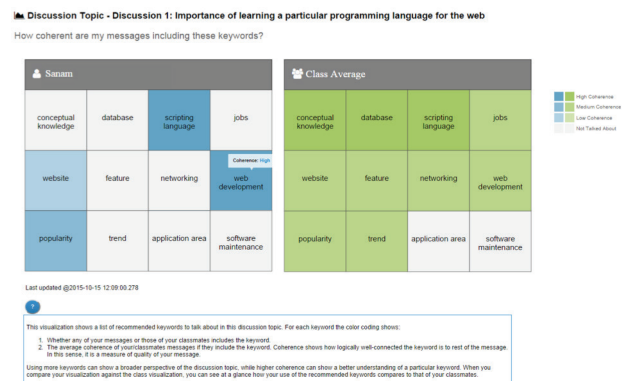 Discussion Topic - Discussion 1: Importance of learning a particular programming language for the web
How coherent are my messages including these keywords?
Sanam
conceptual knowledge
database
scripting language
jobs
website
feature
networking
Coherence: High
web development
popularity
trend
application area
software maintenance
Class Average
conceptual knowledge
database
scripting language
jobs
website
feature
networking
web development
popularity
trend
application area
software maintenance
High Coherence
Medium Coherence
Low Coherence
Not Talked About
Last updated @2015-10-15 12:09:00.278
?
This visualization shows a list of recommended keywords to talk about in this discussion topic. For each keyword the color coding shows:
1. Whether any of your messages or those of your classmates includes the keyword.
2. The average coherence of your/classmates messages if they include the keyword. Coherence shows how logically well-connected the keyword is to rest of the message.
In this sense, it is a measure of quality of your message.
Using more keywords can show a broader perspective of the discussion topic, while higher coherence can show a better understanding of a particular keyword. When you
compare your visualization against the class visualization, you can see at a glance how your use of the recommended keywords compares to that of your classmates.